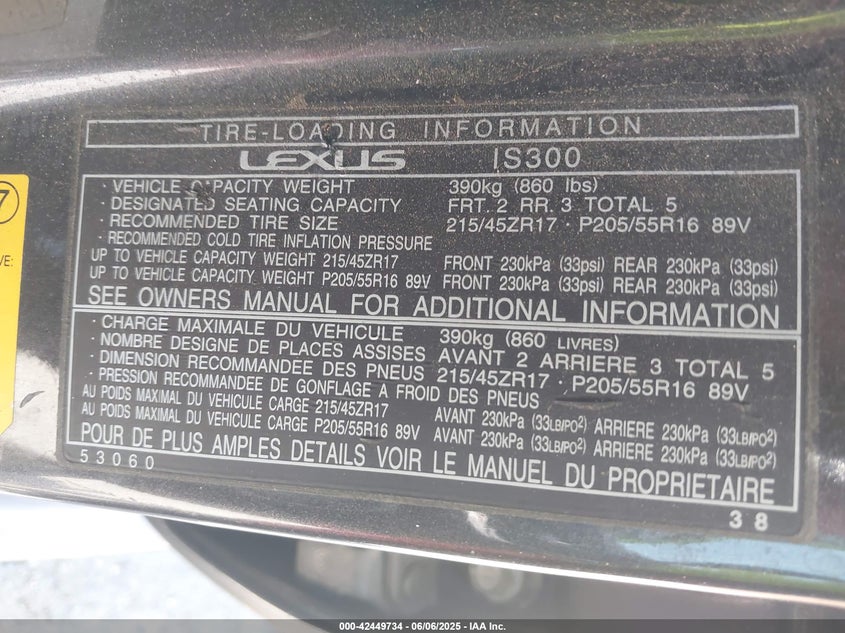 TIRE-LOADING INFORMATION
LEXUS IS300
· VEHICLE CAPACITY WEIGHT 390kg (860 lbs)
· DESIGNATED SEATING CAPACITY FRT. 2 RR. 3 TOTAL 5
· RECOMMENDED TIRE SIZE 215/45ZR17 · P205/55R16 89V
· RECOMMENDED COLD TIRE INFLATION PRESSURE
UP TO VEHICLE CAPACITY WEIGHT 215/45ZR17 FRONT 230kPa (33psi) REAR 230kPa (33psi)
UP TO VEHICLE CAPACITY WEIGHT P205/55R16 89V FRONT 230kPa (33psi) REAR 230kPa (33psi)
SEE OWNERS MANUAL FOR ADDITIONAL INFORMATION
· CHARGE MAXIMALE DU VEHICULE 390kg (860 LIVRES)
· NOMBRE DESIGNE DE PLACES ASSISES AVANT 2 ARRIERE 3 TOTAL 5
· DIMENSION RECOMMANDEE DES PNEUS 215/45ZR17 · P205/55R16 89V
· PRESSION RECOMMANDEE DE GONFLAGE A FROID DES PNEUS
AU POIDS MAXIMAL DU VEHICULE CARGE 215/45ZR17 AVANT 230kPa (33LB/PO²) ARRIERE 230kPa (33LB/PO²)
AU POIDS MAXIMAL DU VEHICULE CARGE P205/55R16 89V AVANT 230kPa (33LB/PO²) ARRIERE 230kPa (33LB/PO²)
POUR DE PLUS AMPLES DETAILS VOIR LE MANUEL DU PROPRIETAIRE
53060
38
7
VE:
000-42449734 - 06/06/2025 - IAA Inc.